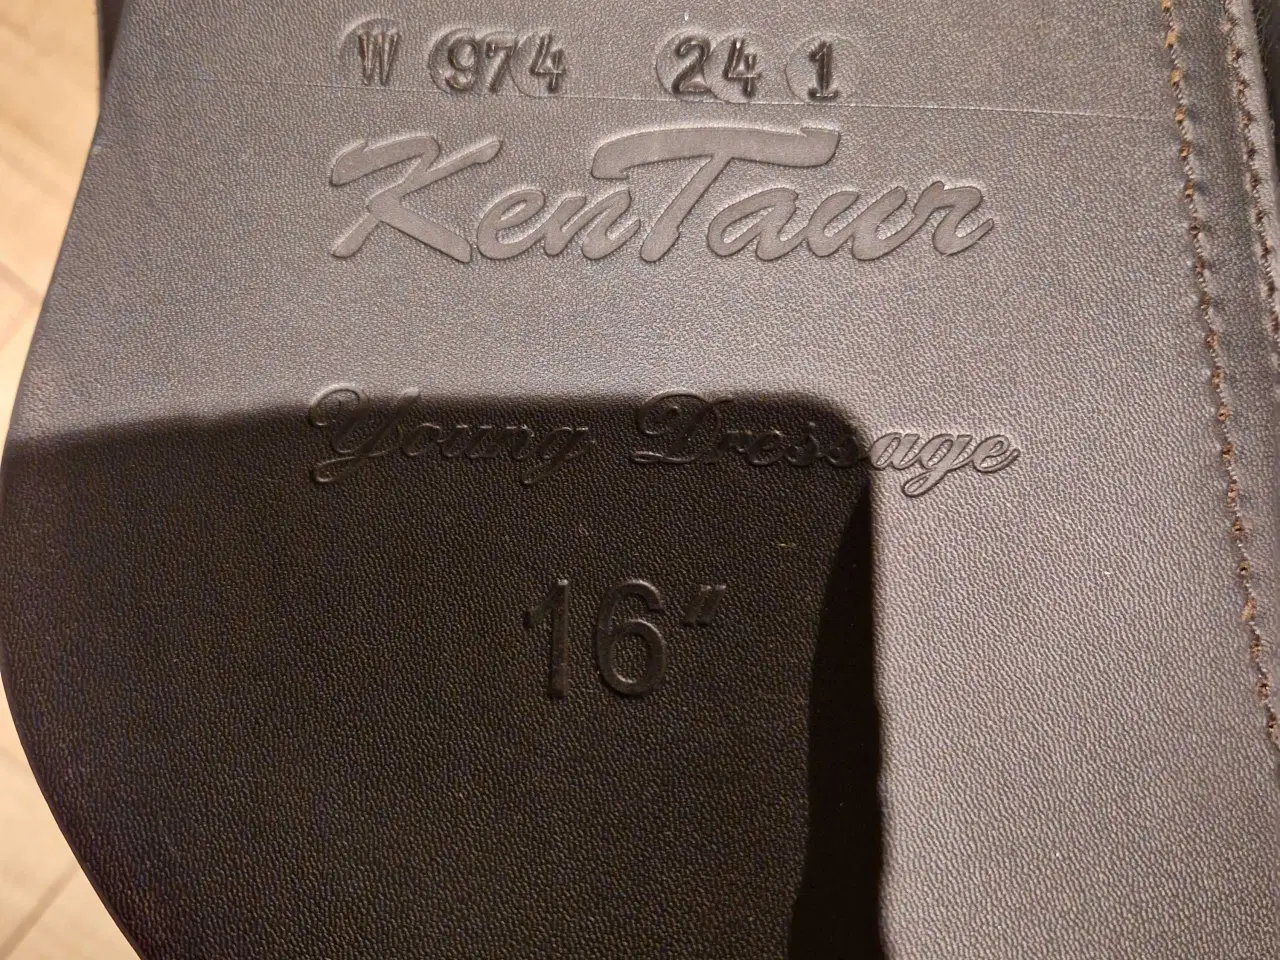 W 974 24 1
KenTaur
Young Dressage
16"